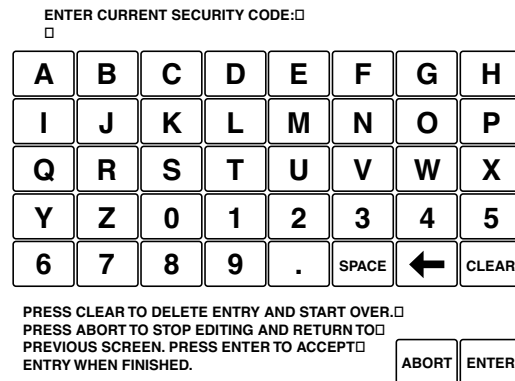 ENTER CURRENT SECURITY CODE:□
□
A B C D E F G H
I J K L M N O P
Q R S T U V W X
Y Z 0 1 2 3 4 5
6 7 8 9 . SPACE ← CLEAR
PRESS CLEAR TO DELETE ENTRY AND START OVER.□
PRESS ABORT TO STOP EDITING AND RETURN TO□
PREVIOUS SCREEN. PRESS ENTER TO ACCEPT□
ENTRY WHEN FINISHED.
ABORT ENTER